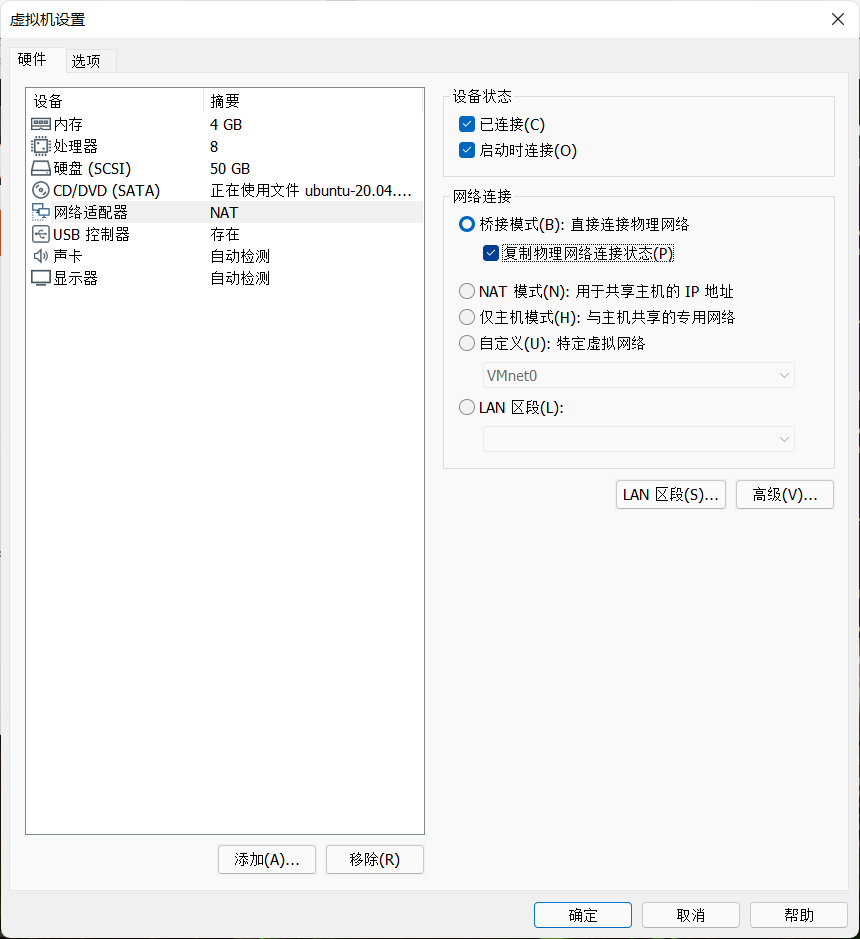 虚拟机设置
硬件 选项
设备 摘要
内存 4 GB
处理器 8
硬盘 (SCSI) 50 GB
CD/DVD (SATA) 正在使用文件 ubuntu-20.04....
网络适配器 NAT
USB 控制器 存在
声卡 自动检测
显示器 自动检测
添加(A)... 移除(R)
设备状态
已连接(C)
启动时连接(O)
网络连接
桥接模式(B): 直接连接物理网络
复制物理网络连接状态(P)
NAT 模式(N): 用于共享主机的 IP 地址
仅主机模式(H): 与主机共享的专用网络
自定义(U): 特定虚拟网络
VMnet0
LAN 区段(L):
LAN 区段(S)... 高级(V)...
确定 取消 帮助